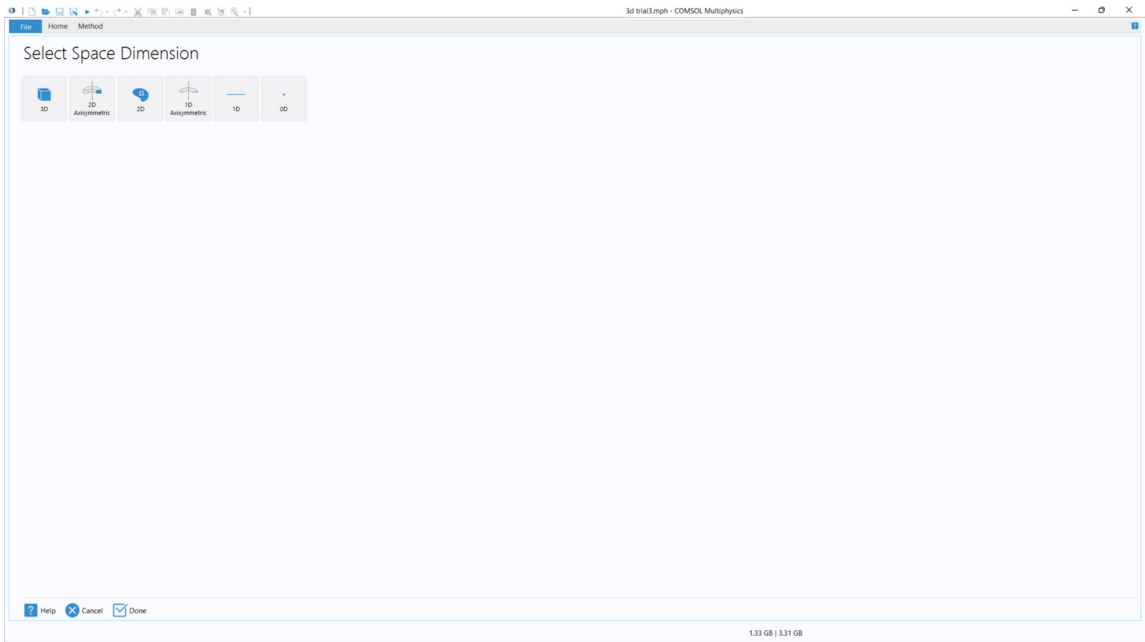 3d trial3.mph - COMSOL Multiphysics
File Home Method
?
Select Space Dimension
3D
2D
Axisymmetric
Ω
2D
1D
Axisymmetric
1D
0D
? Help Cancel Done
1.33 GB | 3.31 GB